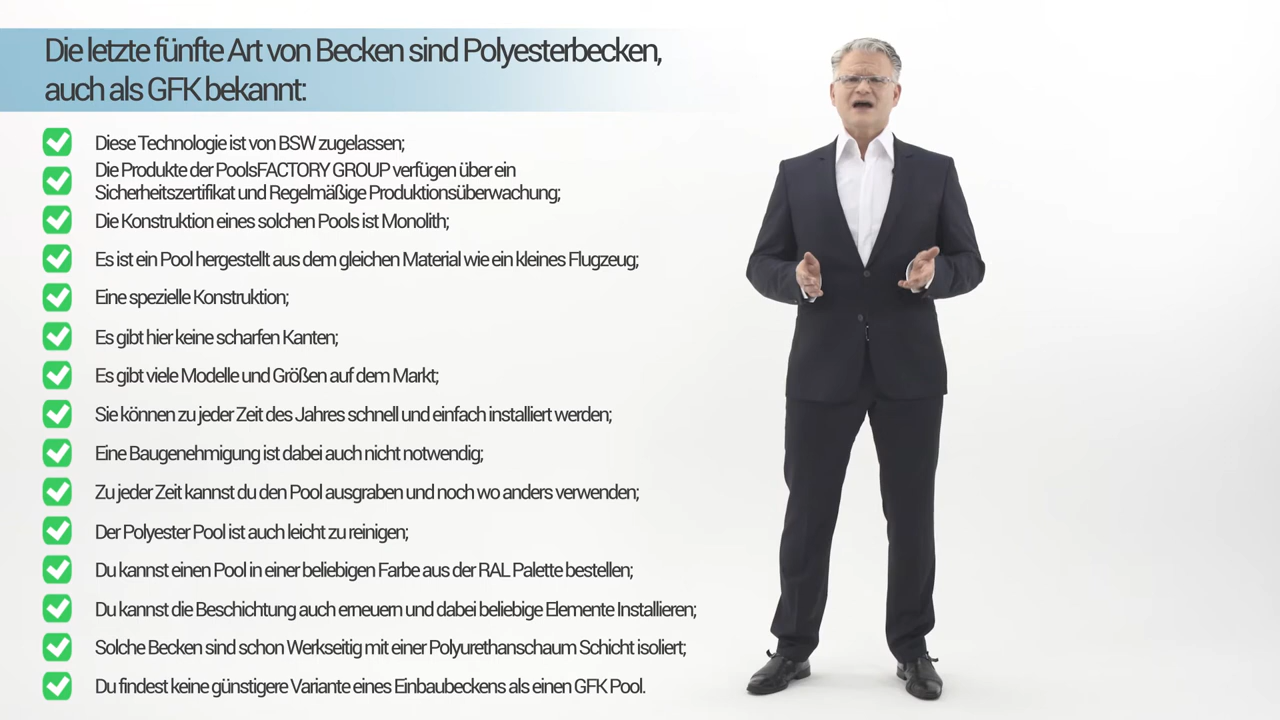 Die letzte fünfte Art von Becken sind Polyesterbecken,
auch als GFK bekannt:
Diese Technologie ist von BSW zugelassen;
Die Produkte der PoolsFACTORY GROUP verfügen über ein
Sicherheitszertifikat und Regelmäßige Produktionsüberwachung;
Die Konstruktion eines solchen Pools ist Monolith;
Es ist ein Pool hergestellt aus dem gleichen Material wie ein kleines Flugzeug;
Eine spezielle Konstruktion;
Es gibt hier keine scharfen Kanten;
Es gibt viele Modelle und Größen auf dem Markt;
Sie können zu jeder Zeit des Jahres schnell und einfach installiert werden;
Eine Baugenehmigung ist dabei auch nicht notwendig;
Zu jeder Zeit kannst du den Pool ausgraben und noch wo anders verwenden;
Der Polyester Pool ist auch leicht zu reinigen;
Du kannst einen Pool in einer beliebigen Farbe aus der RAL Palette bestellen;
Du kannst die Beschichtung auch erneuern und dabei beliebige Elemente Installieren;
Solche Becken sind schon Werkseitig mit einer Polyurethanschaum Schicht isoliert;
Du findest keine günstigere Variante eines Einbaubeckens als einen GFK Pool.